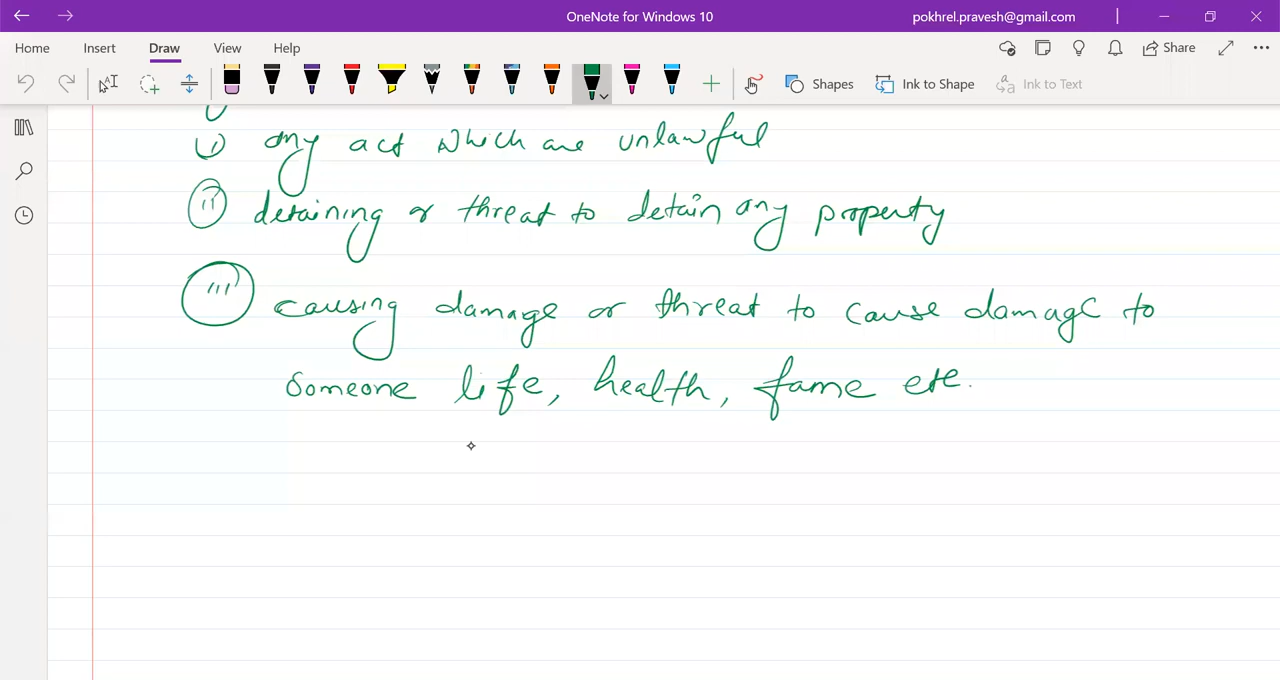 OneNote for Windows 10
pokhrel.pravesh@gmail.com
Home Insert Draw View Help
Share
Shapes Ink to Shape Ink to Text
(i) any act which are unlawful
(ii) detaining or threat to detain any property
(iii) causing damage or threat to cause damage to
someone life, health, fame etc.